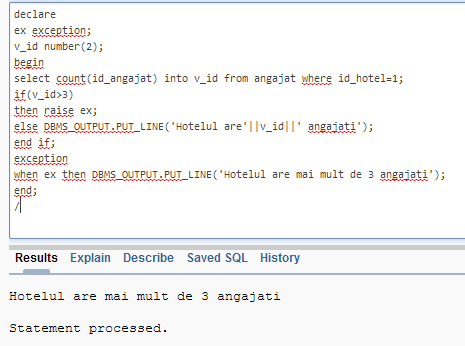 declare
ex exception;
v_id number(2);
begin
select count(id_angajat) into v_id from angajat where id_hotel=1;
if(v_id>3)
then raise ex;
else DBMS_OUTPUT.PUT_LINE('Hotelul are'||v_id||' angajati');
end if;
exception
when ex then DBMS_OUTPUT.PUT_LINE('Hotelul are mai mult de 3 angajati');
end;
/
Results Explain Describe Saved SQL History
Hotelul are mai mult de 3 angajati
Statement processed.